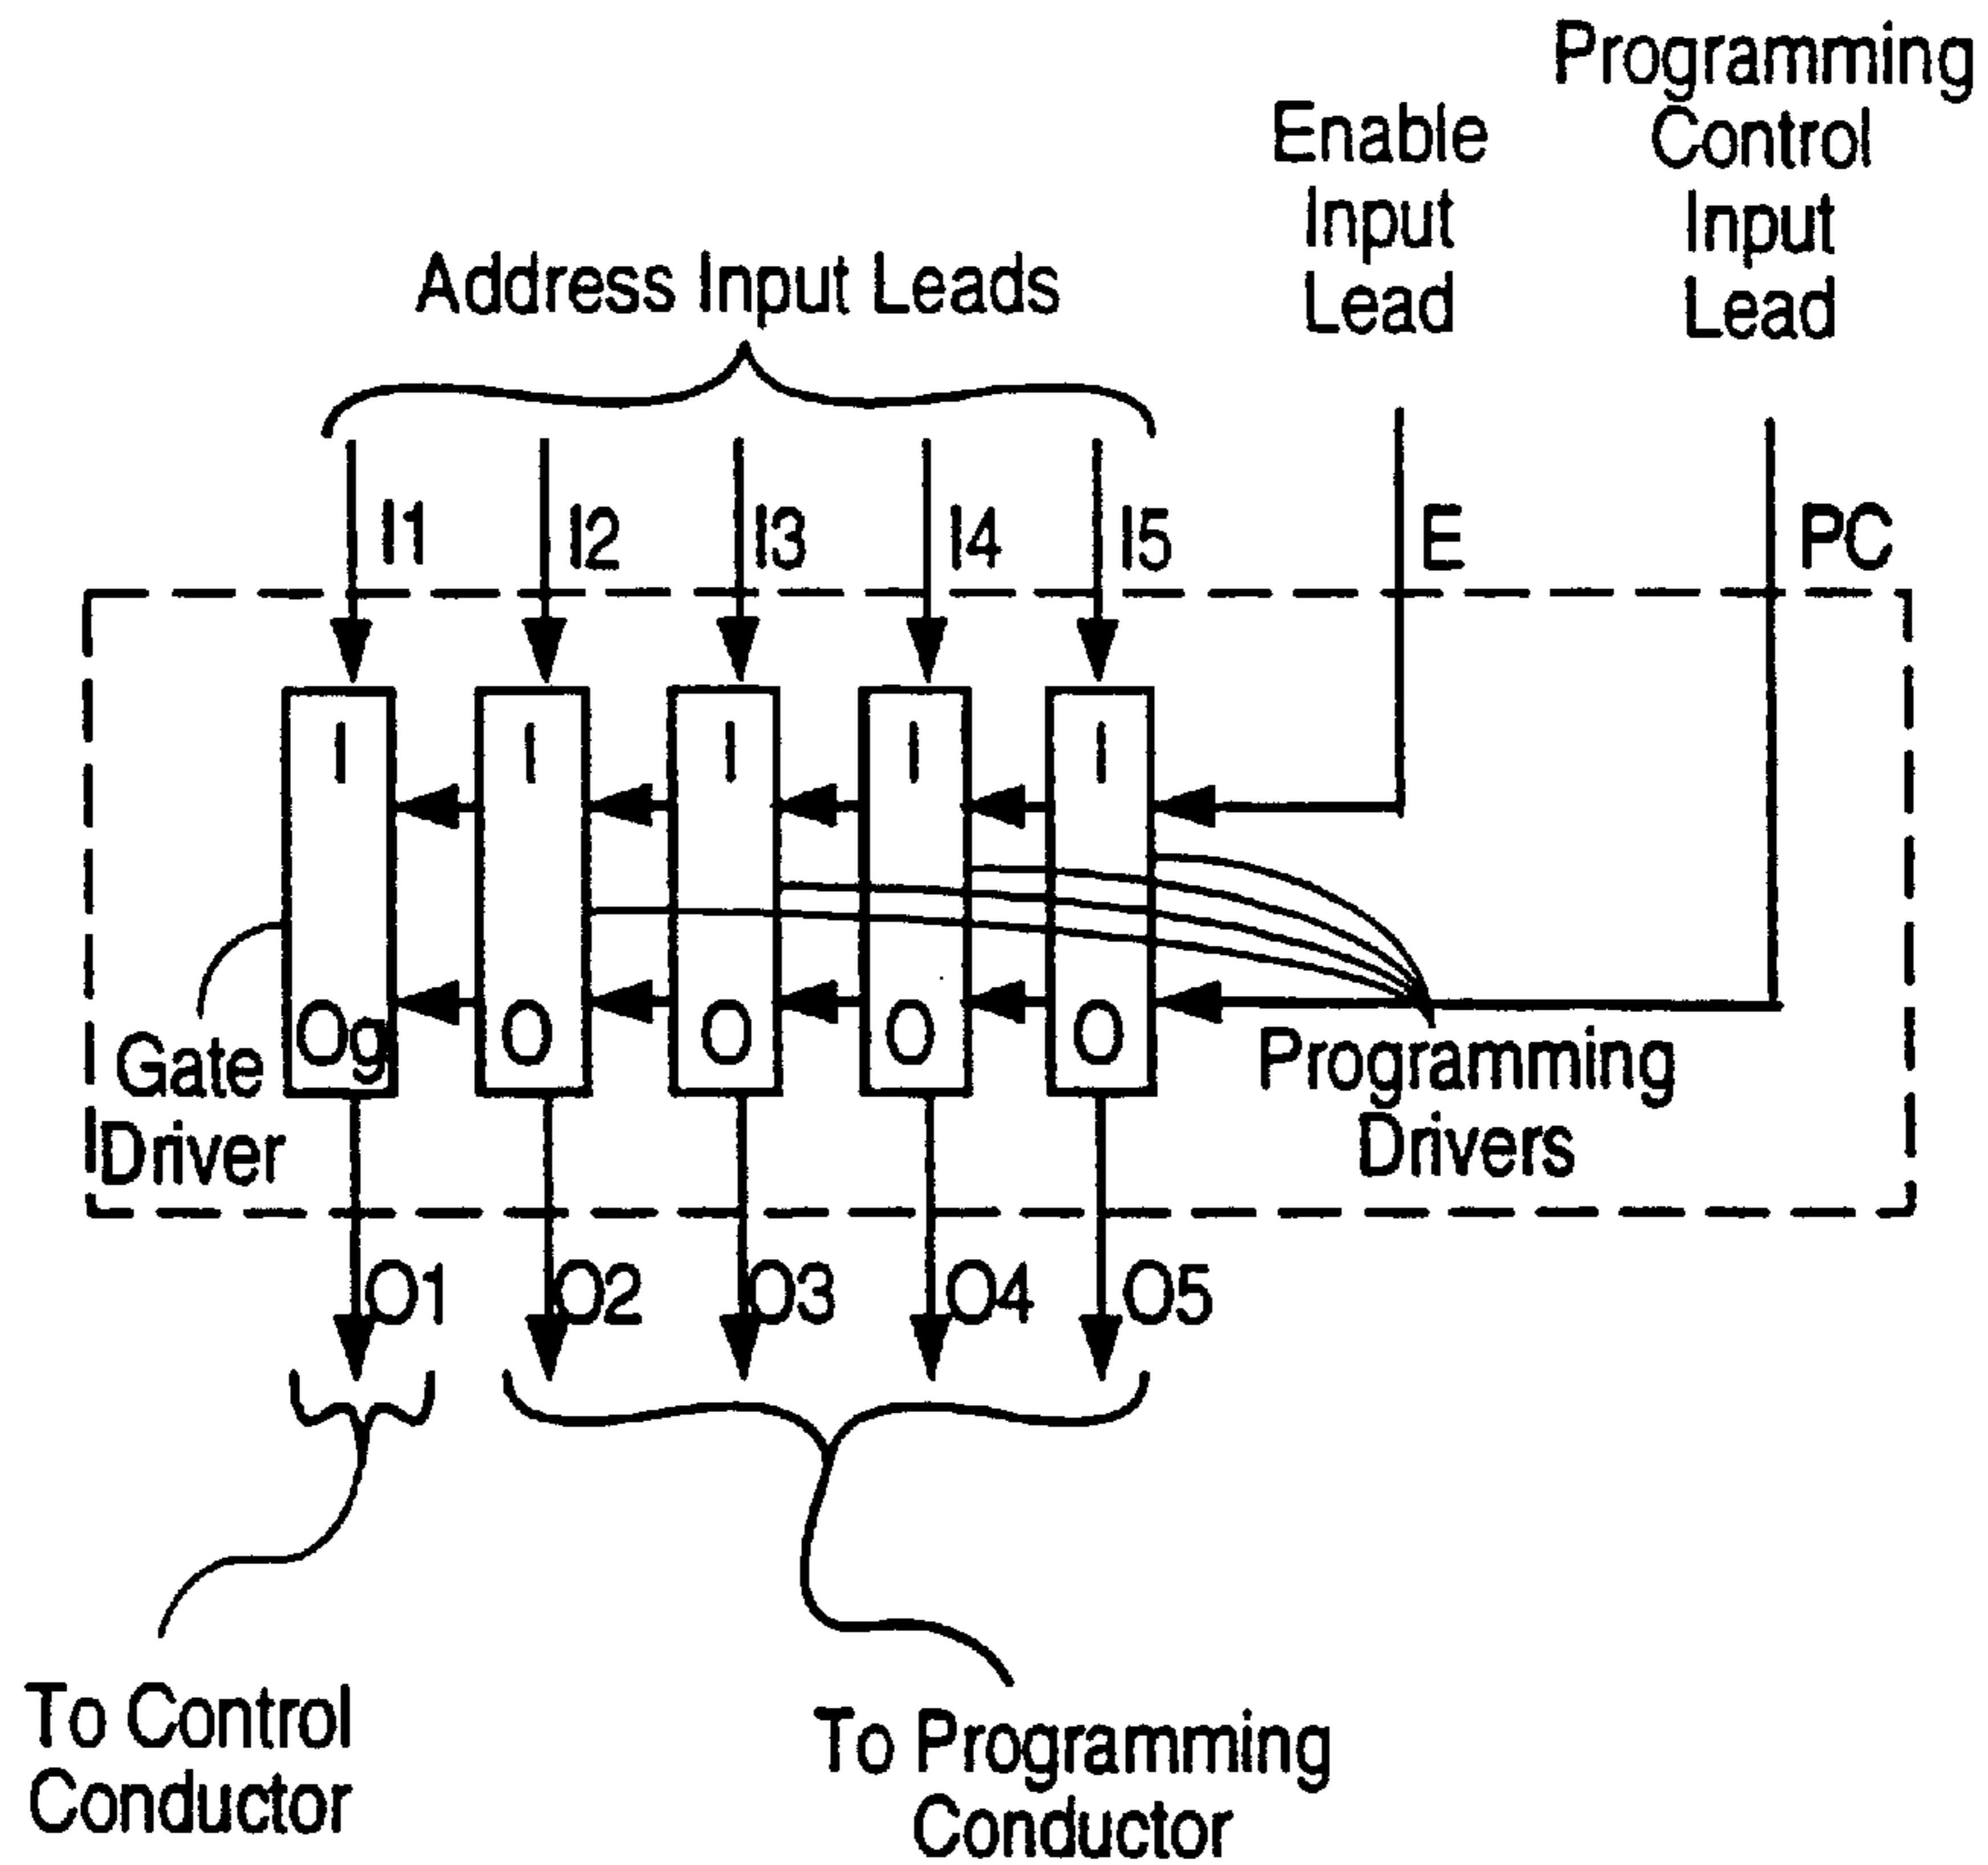 Programming
Control
Input
Lead
Enable
Input
Lead
Address Input Leads
I1 I2 I3 I4 I5 E PC
I I I I I
Og O O O O
Gate
Driver
Programming
Drivers
O1 O2 O3 O4 O5
To Control
Conductor
To Programming
Conductor